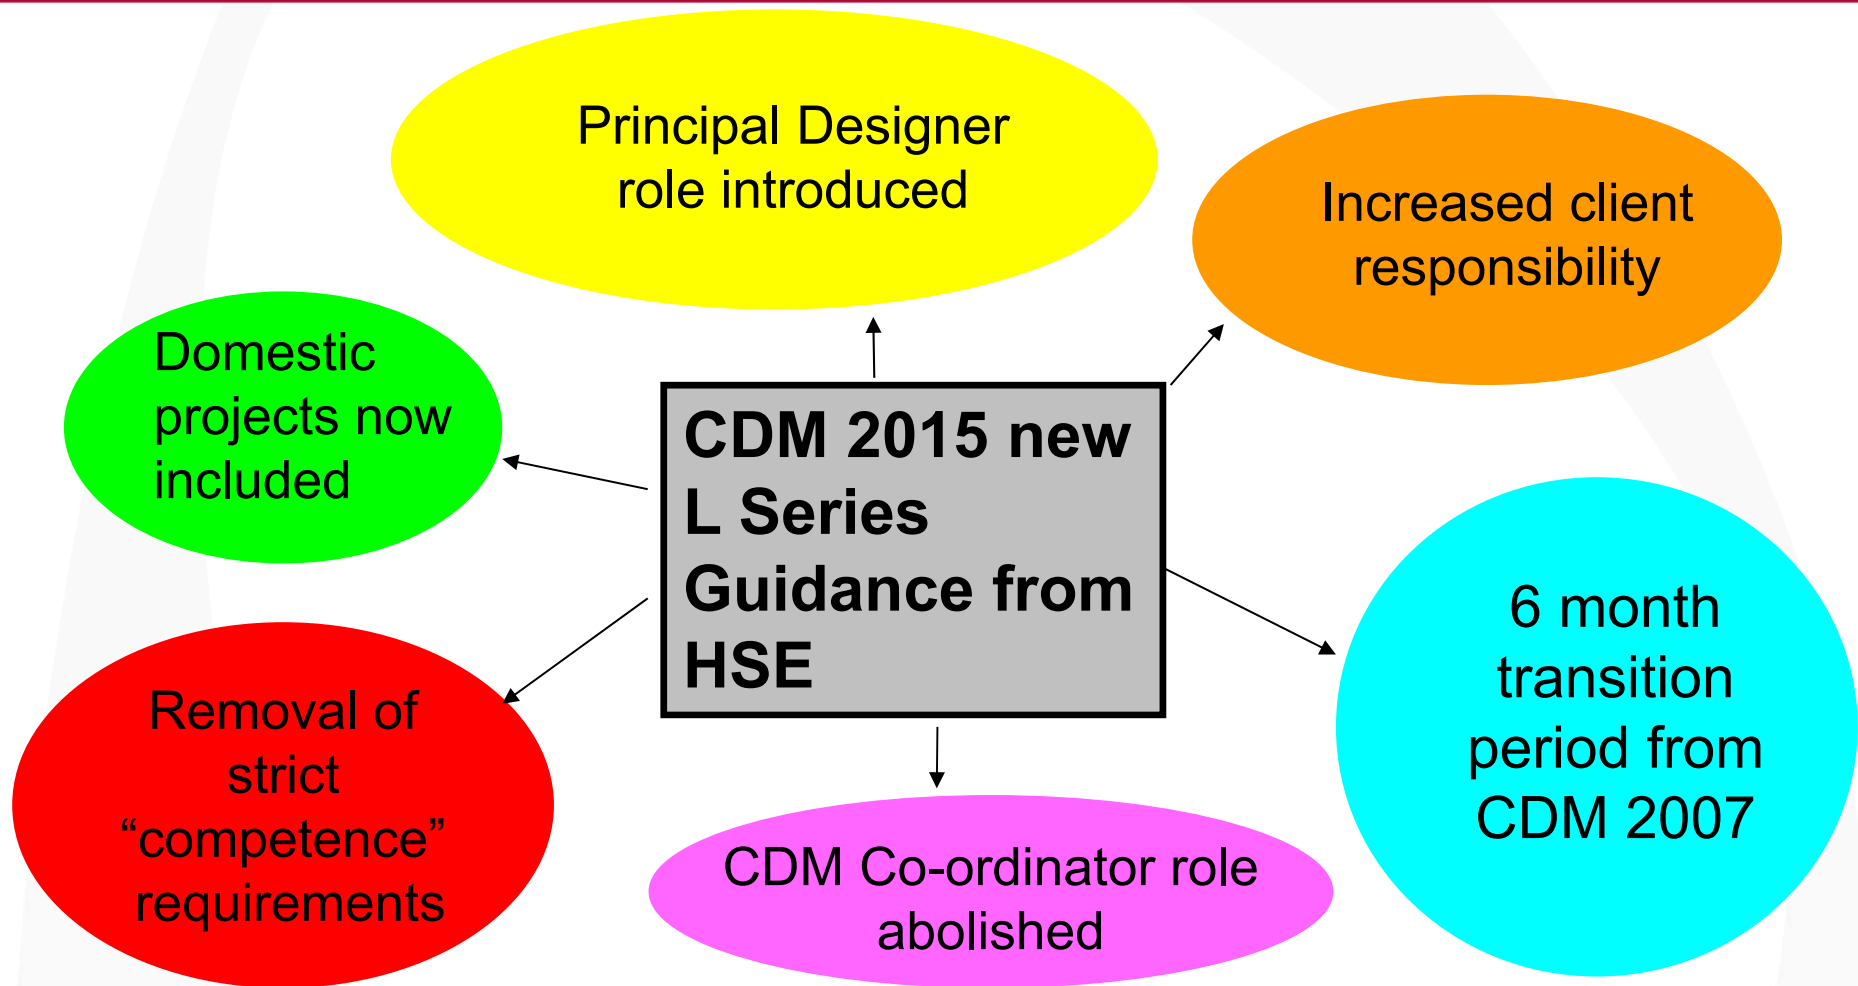 Principal Designer
role introduced
Increased client
responsibility
Domestic
projects now
included
CDM 2015 new
L Series
Guidance from
HSE
6 month
transition
period from
CDM 2007
Removal of
strict
“competence”
requirements
CDM Co-ordinator role
abolished